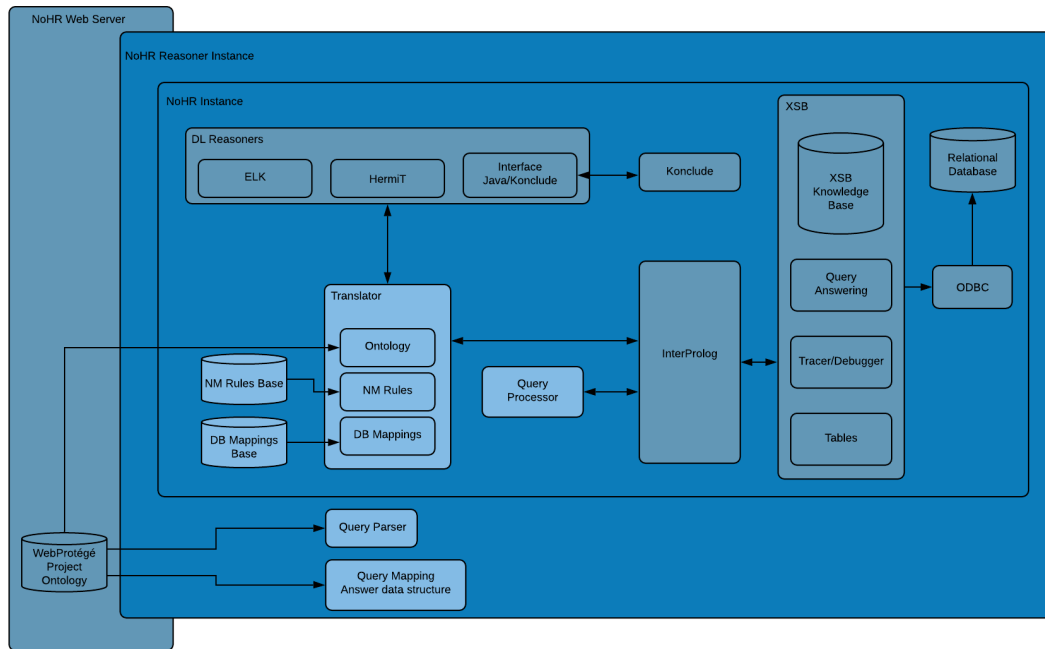 NoHR Web Server
NoHR Reasoner Instance
NoHR Instance
DL Reasoners
ELK
HermiT
Interface
Java/Konclude
Konclude
XSB
XSB
Knowledge
Base
Relational
Database
Query
Answering
ODBC
Tracer/Debugger
Tables
Translator
Ontology
NM Rules
DB Mappings
NM Rules Base
DB Mappings
Base
Query
Processor
InterProlog
WebProtégé
Project
Ontology
Query Parser
Query Mapping
Answer data structure